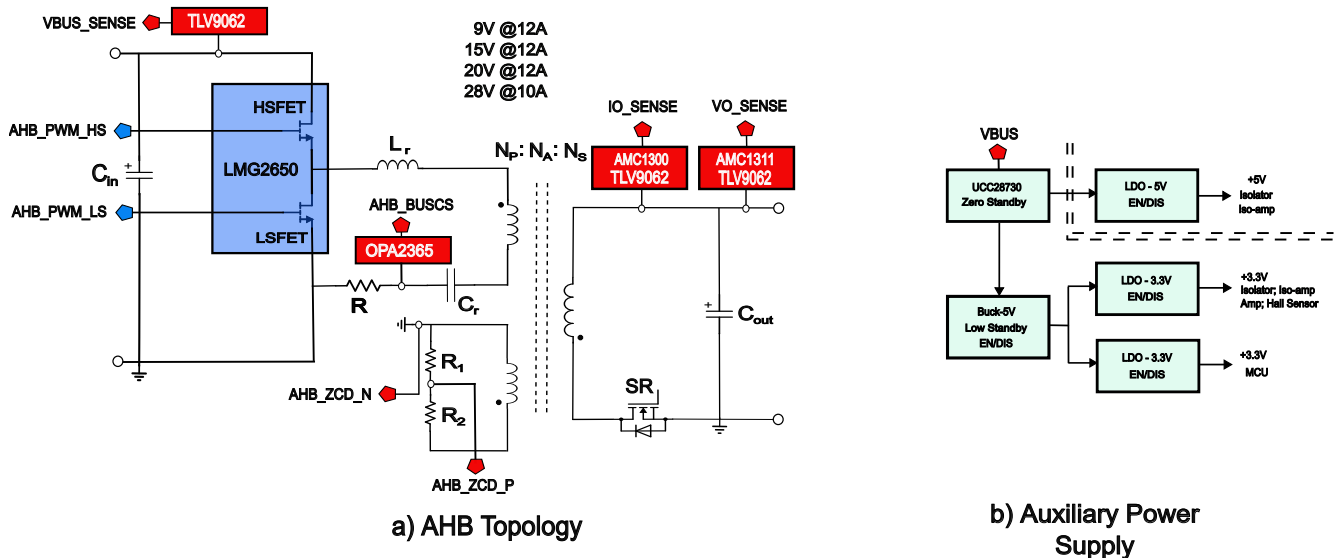 VBUS_SENSE
TLV9062
9V @12A
15V @12A
20V @12A
28V @10A
HSFET
LMG2650
LSFET
AHB_PWM_HS
Cin
+
AHB_PWM_LS
Lr
NP: NA: NS
AHB_BUSCS
OPA2365
R
Cr
IO_SENSE
VO_SENSE
AMC1300
TLV9062
AMC1311
TLV9062
+
Cout
SR
R1
R2
AHB_ZCD_N
AHB_ZCD_P
a) AHB Topology
VBUS
UCC28730
Zero Standby
LDO - 5V
EN/DIS
+5V
Isolator
Iso-amp
Buck-5V
Low Standby
EN/DIS
LDO - 3.3V
EN/DIS
+3.3V
Isolator; Iso-amp
Amp; Hall Sensor
LDO - 3.3V
EN/DIS
+3.3V
MCU
b) Auxiliary Power
Supply